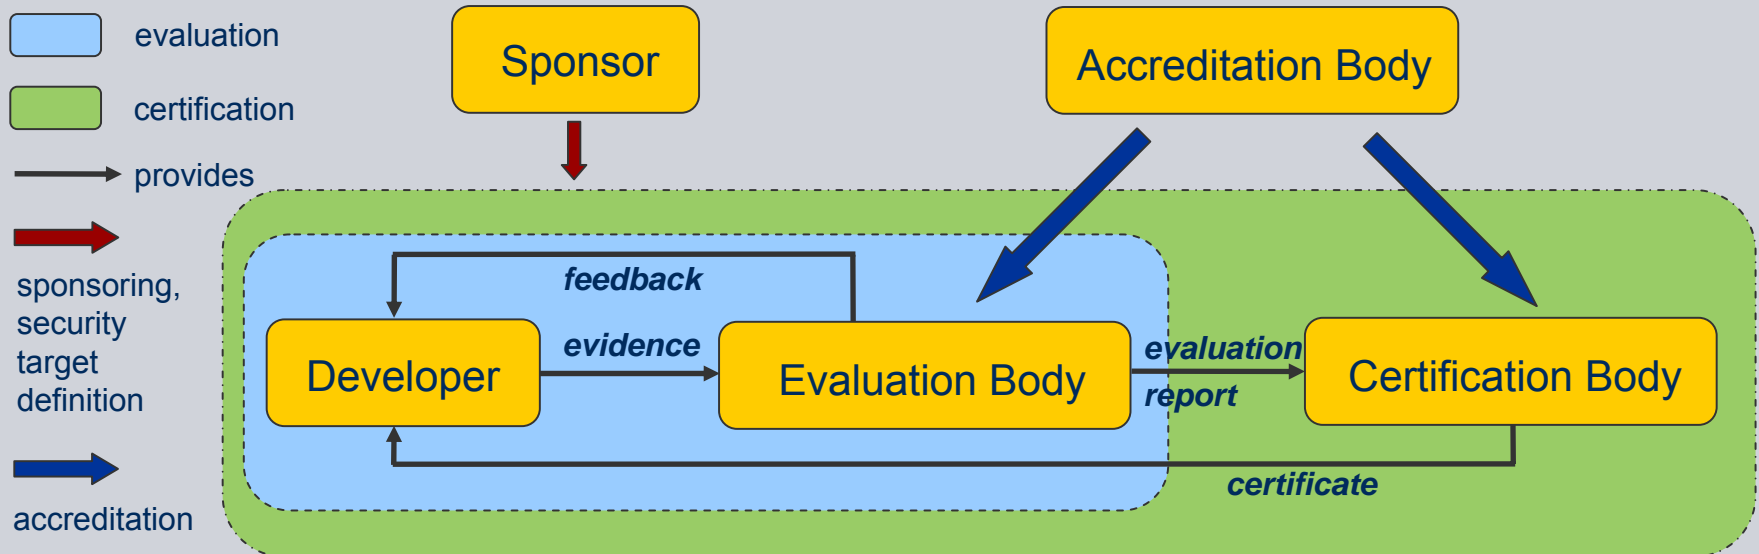 evaluation
certification
provides
sponsoring,
security
target
definition
accreditation
Sponsor
Accreditation Body
feedback
evidence
Developer
Evaluation Body
evaluation
report
Certification Body
certificate